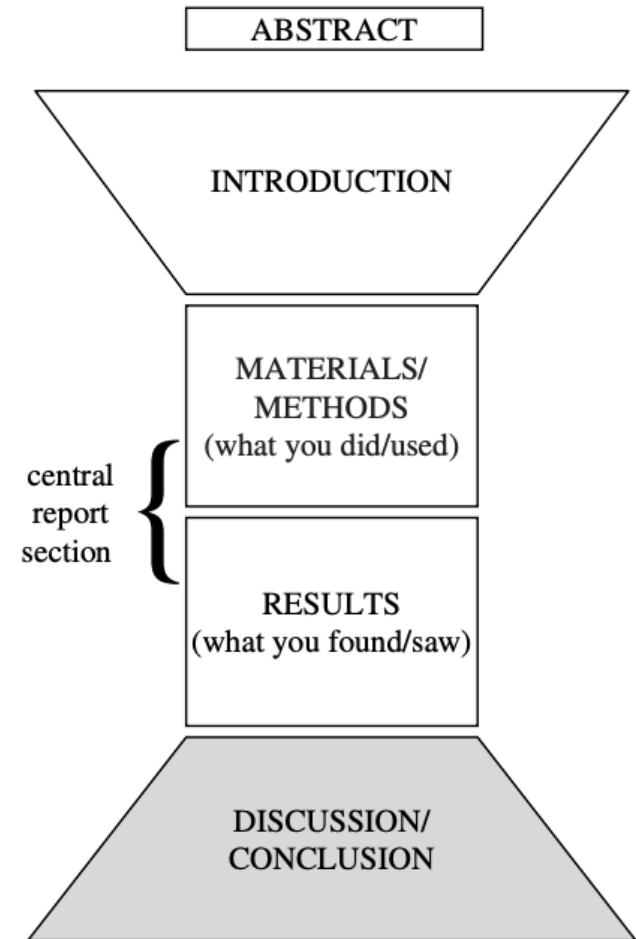 ABSTRACT
INTRODUCTION
MATERIALS/
METHODS
(what you did/used)
central
report
section
RESULTS
(what you found/saw)
DISCUSSION/
CONCLUSION